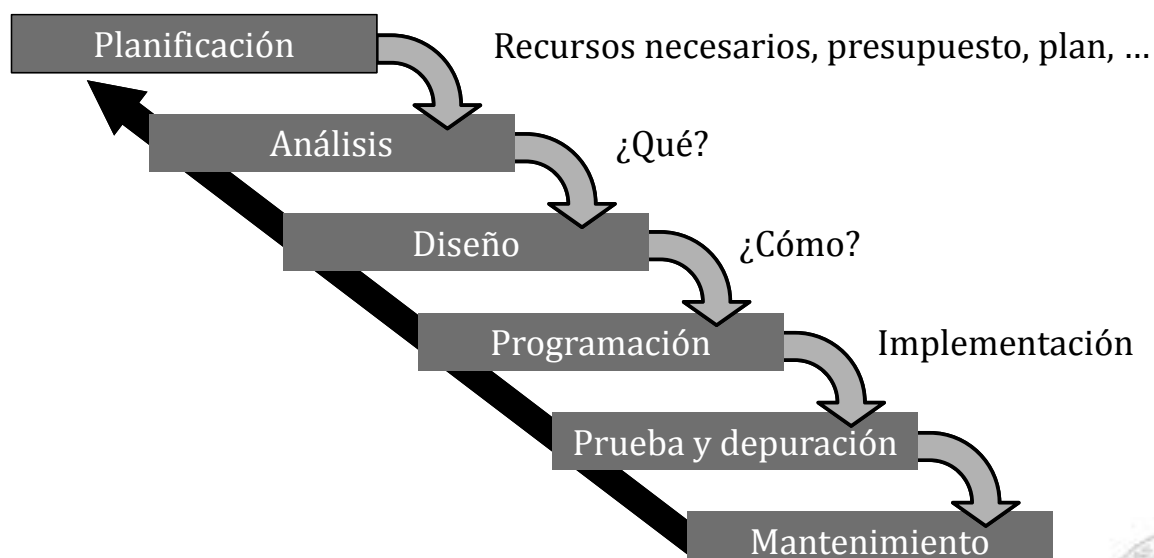 Planificación
Recursos necesarios, presupuesto, plan, …
Análisis
¿Qué?
Diseño
¿Cómo?
Programación
Implementación
Prueba y depuración
Mantenimiento